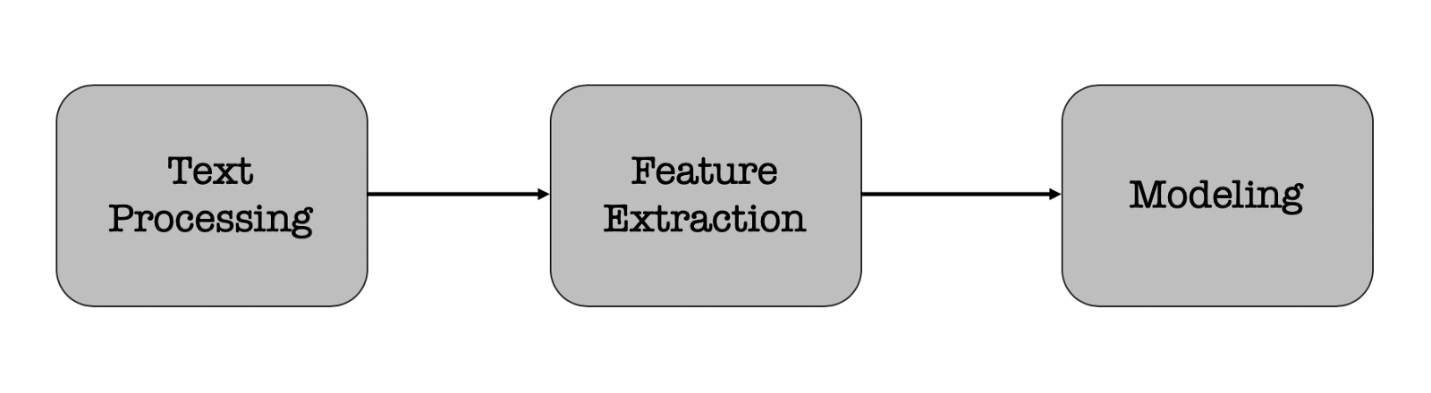 Text
Processing
Feature
Extraction
Modeling